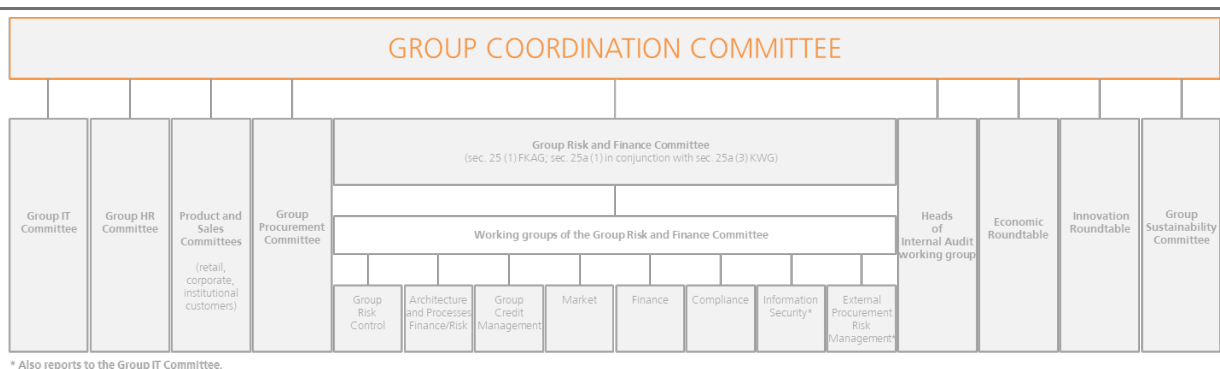 GROUP COORDINATION COMMITTEE
Group IT
Committee
Group HR
Committee
Product and
Sales
Committees
(retail,
corporate,
institutional
customers)
Group
Procurement
Committee
Group Risk and Finance Committee
(sec. 25 (1) FKAG; sec. 25a (1) in conjunction with sec. 25a (3) KWG)
Working groups of the Group Risk and Finance Committee
Group
Risk
Control
Architecture
and Processes
Finance/Risk
Group
Credit
Management
Market
Finance
Compliance
Information
Security*
External
Procurement
Risk
Management*
Heads
of
Internal Audit
working group
Economic
Roundtable
Innovation
Roundtable
Group
Sustainability
Committee
* Also reports to the Group IT Committee.